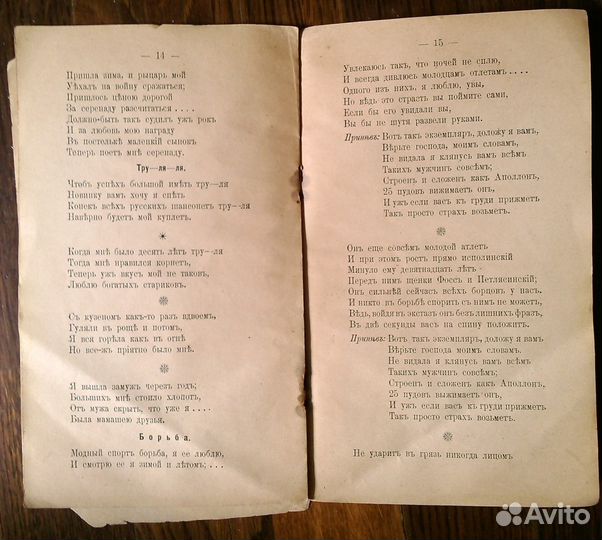 — 14 —
Пришла зима, и рыцарь мой
Уѣхалъ на войну сражаться;
Пришлось цѣною дорогой
За серенаду разсчитаться . . . .
Должно-быть такъ судилъ ужъ рокъ
И за любовь мою награду
Въ постолькѣ маленькій сынокъ
Теперь поетъ мнѣ серенаду.
Тру—ля—ля.
Чтобъ успѣхъ большой имѣть тру—ля
Новинку вамъ хочу я спѣть
Конекъ всѣхъ русскихъ шансонетъ тру—ля
Навѣрно будетъ мой куплетъ.
Когда мнѣ было десять лѣтъ тру—ля
Тогда мнѣ нравился корнетъ,
Теперь ужъ вкусъ мой не таковъ,
Люблю богатыхъ стариковъ.
Съ кузеномъ какъ-то разъ вдвоемъ,
Гуляли въ рощѣ и потомъ,
Я вся горѣла какъ въ огнѣ
Но все-жъ пріятно было мнѣ.
Я вышла замужъ черезъ годъ;
Большихъ мнѣ стоило хлопотъ,
Отъ мужа скрыть, что уже я . . . .
Была мамашею друзья.
Борьба.
Модный спортъ борьба, я ее люблю,
И смотрю ее я зимой и лѣтомъ; . . .
— 15 —
Увлекаюсь такъ, что ночей не сплю,
И всегда дивлюсь молодцамъ отлетамъ . . . .
Одного изъ нихъ, я люблю, увы,
Но вѣдь это страсть вы поймите сами,
Если бы его увидали вы,
Вы бы не шутя развели руками.
Припѣвъ: Вотъ такъ экземпляръ, доложу я вамъ,
Вѣрьте господа, моимъ словамъ,
Не видала я клянусь вамъ всѣмъ
Такихъ мужчинъ совсѣмъ;
Строенъ и сложенъ какъ Аполлонъ,
25 пудовъ выжимаетъ онъ,
И ужъ если васъ къ груди прижметъ
Такъ просто страхъ возьметъ.
Онъ еще совсѣмъ молодой атлетъ
И при этомъ ростъ прямо исполинскій
Минуло ему девятнадцать лѣтъ -
Передъ нимъ щенки Фоссъ и Петлясинскій;
Онъ сильнѣй сейчасъ всѣхъ борцовъ у насъ,
И никто въ борьбѣ спорить съ нимъ не можетъ,
Вѣдь, войдя въ экстазъ онъ безъ лишнихъ фразъ,
Въ двѣ секунды васъ на спину положитъ.
Припѣвъ: Вотъ такъ экземпляръ, доложу я вамъ
Вѣрьте господа моимъ словамъ.
Не видала я клянусь вамъ всѣмъ
Такихъ мужчинъ совсѣмъ;
Строенъ и сложенъ какъ Аполлонъ,
25 пудовъ выжимаетъ онъ,
И ужъ если васъ къ груди прижметъ
Такъ просто страхъ возьметъ.
Не ударитъ въ грязь никогда лицомъ
Avito